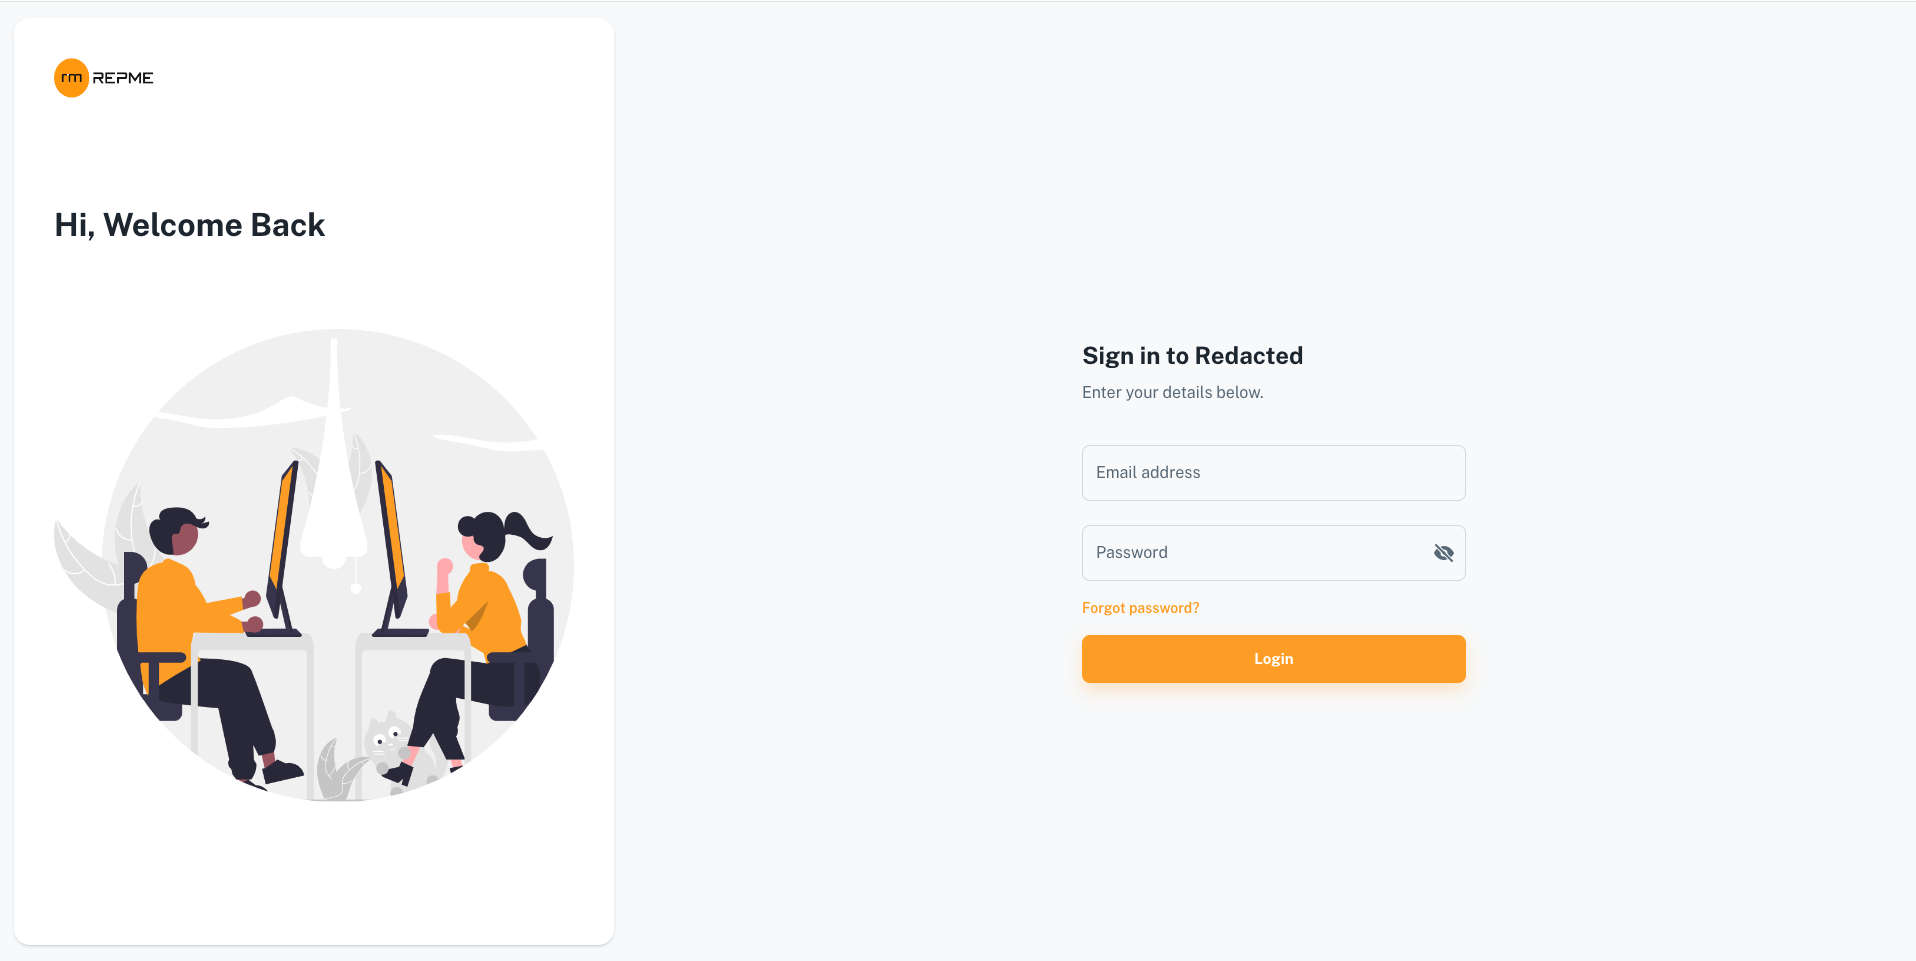 rm REPME
Hi, Welcome Back
Sign in to Redacted
Enter your details below.
Email address
Password
Forgot password?
Login